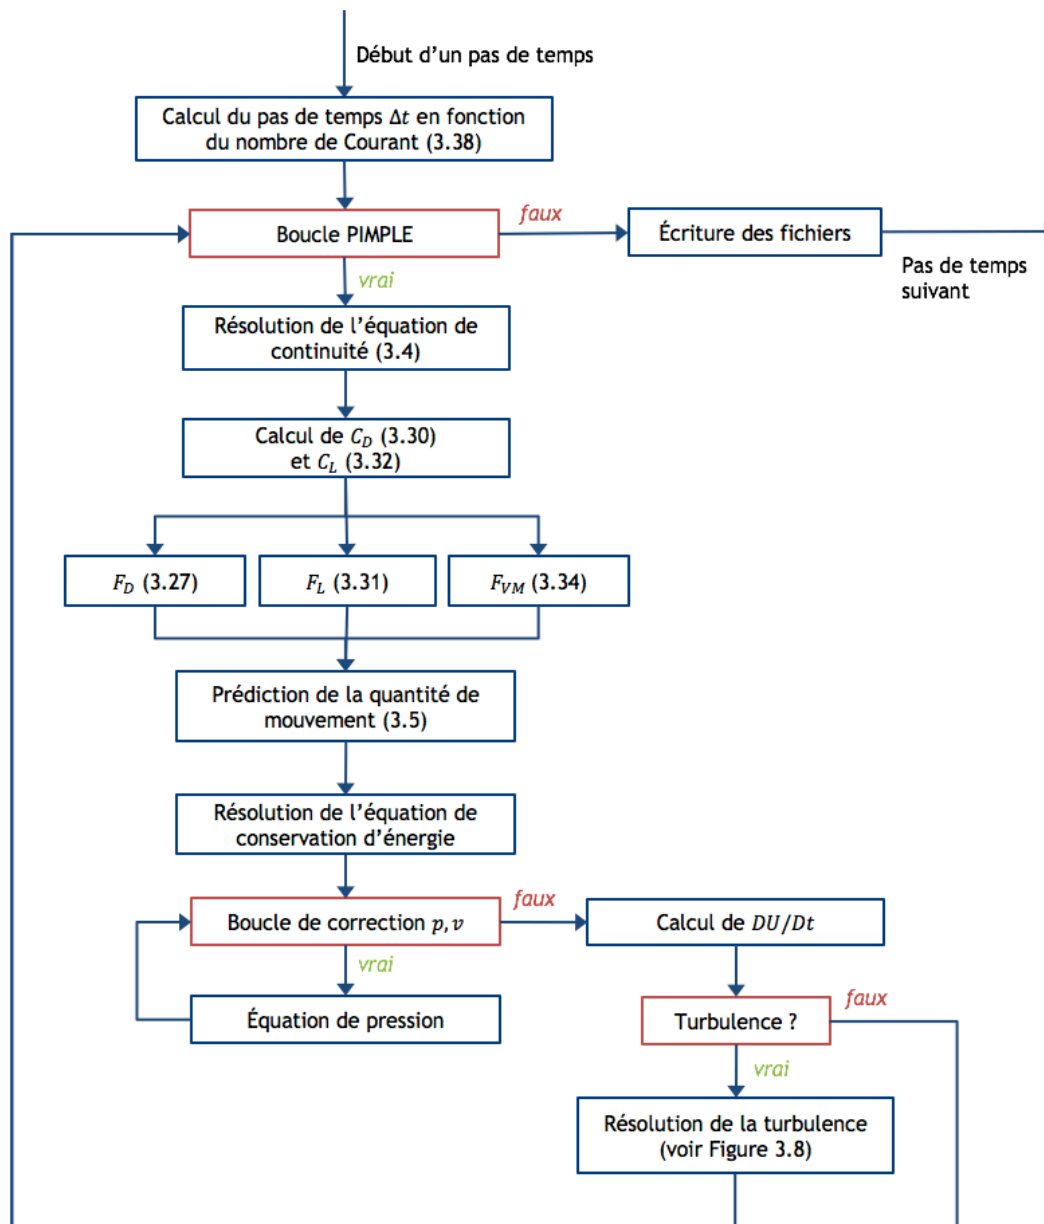 Début d’un pas de temps
Calcul du pas de temps Δt en fonction
du nombre de Courant (3.38)
Boucle PIMPLE
faux
Écriture des fichiers
Pas de temps
suivant
vrai
Résolution de l’équation de
continuité (3.4)
Calcul de C_D (3.30)
et C_L (3.32)
F_D (3.27)
F_L (3.31)
F_VM (3.34)
Prédiction de la quantité de
mouvement (3.5)
Résolution de l’équation de
conservation d’énergie
Boucle de correction p, v
faux
Calcul de DU/Dt
vrai
Équation de pression
Turbulence ?
faux
vrai
Résolution de la turbulence
(voir Figure 3.8)